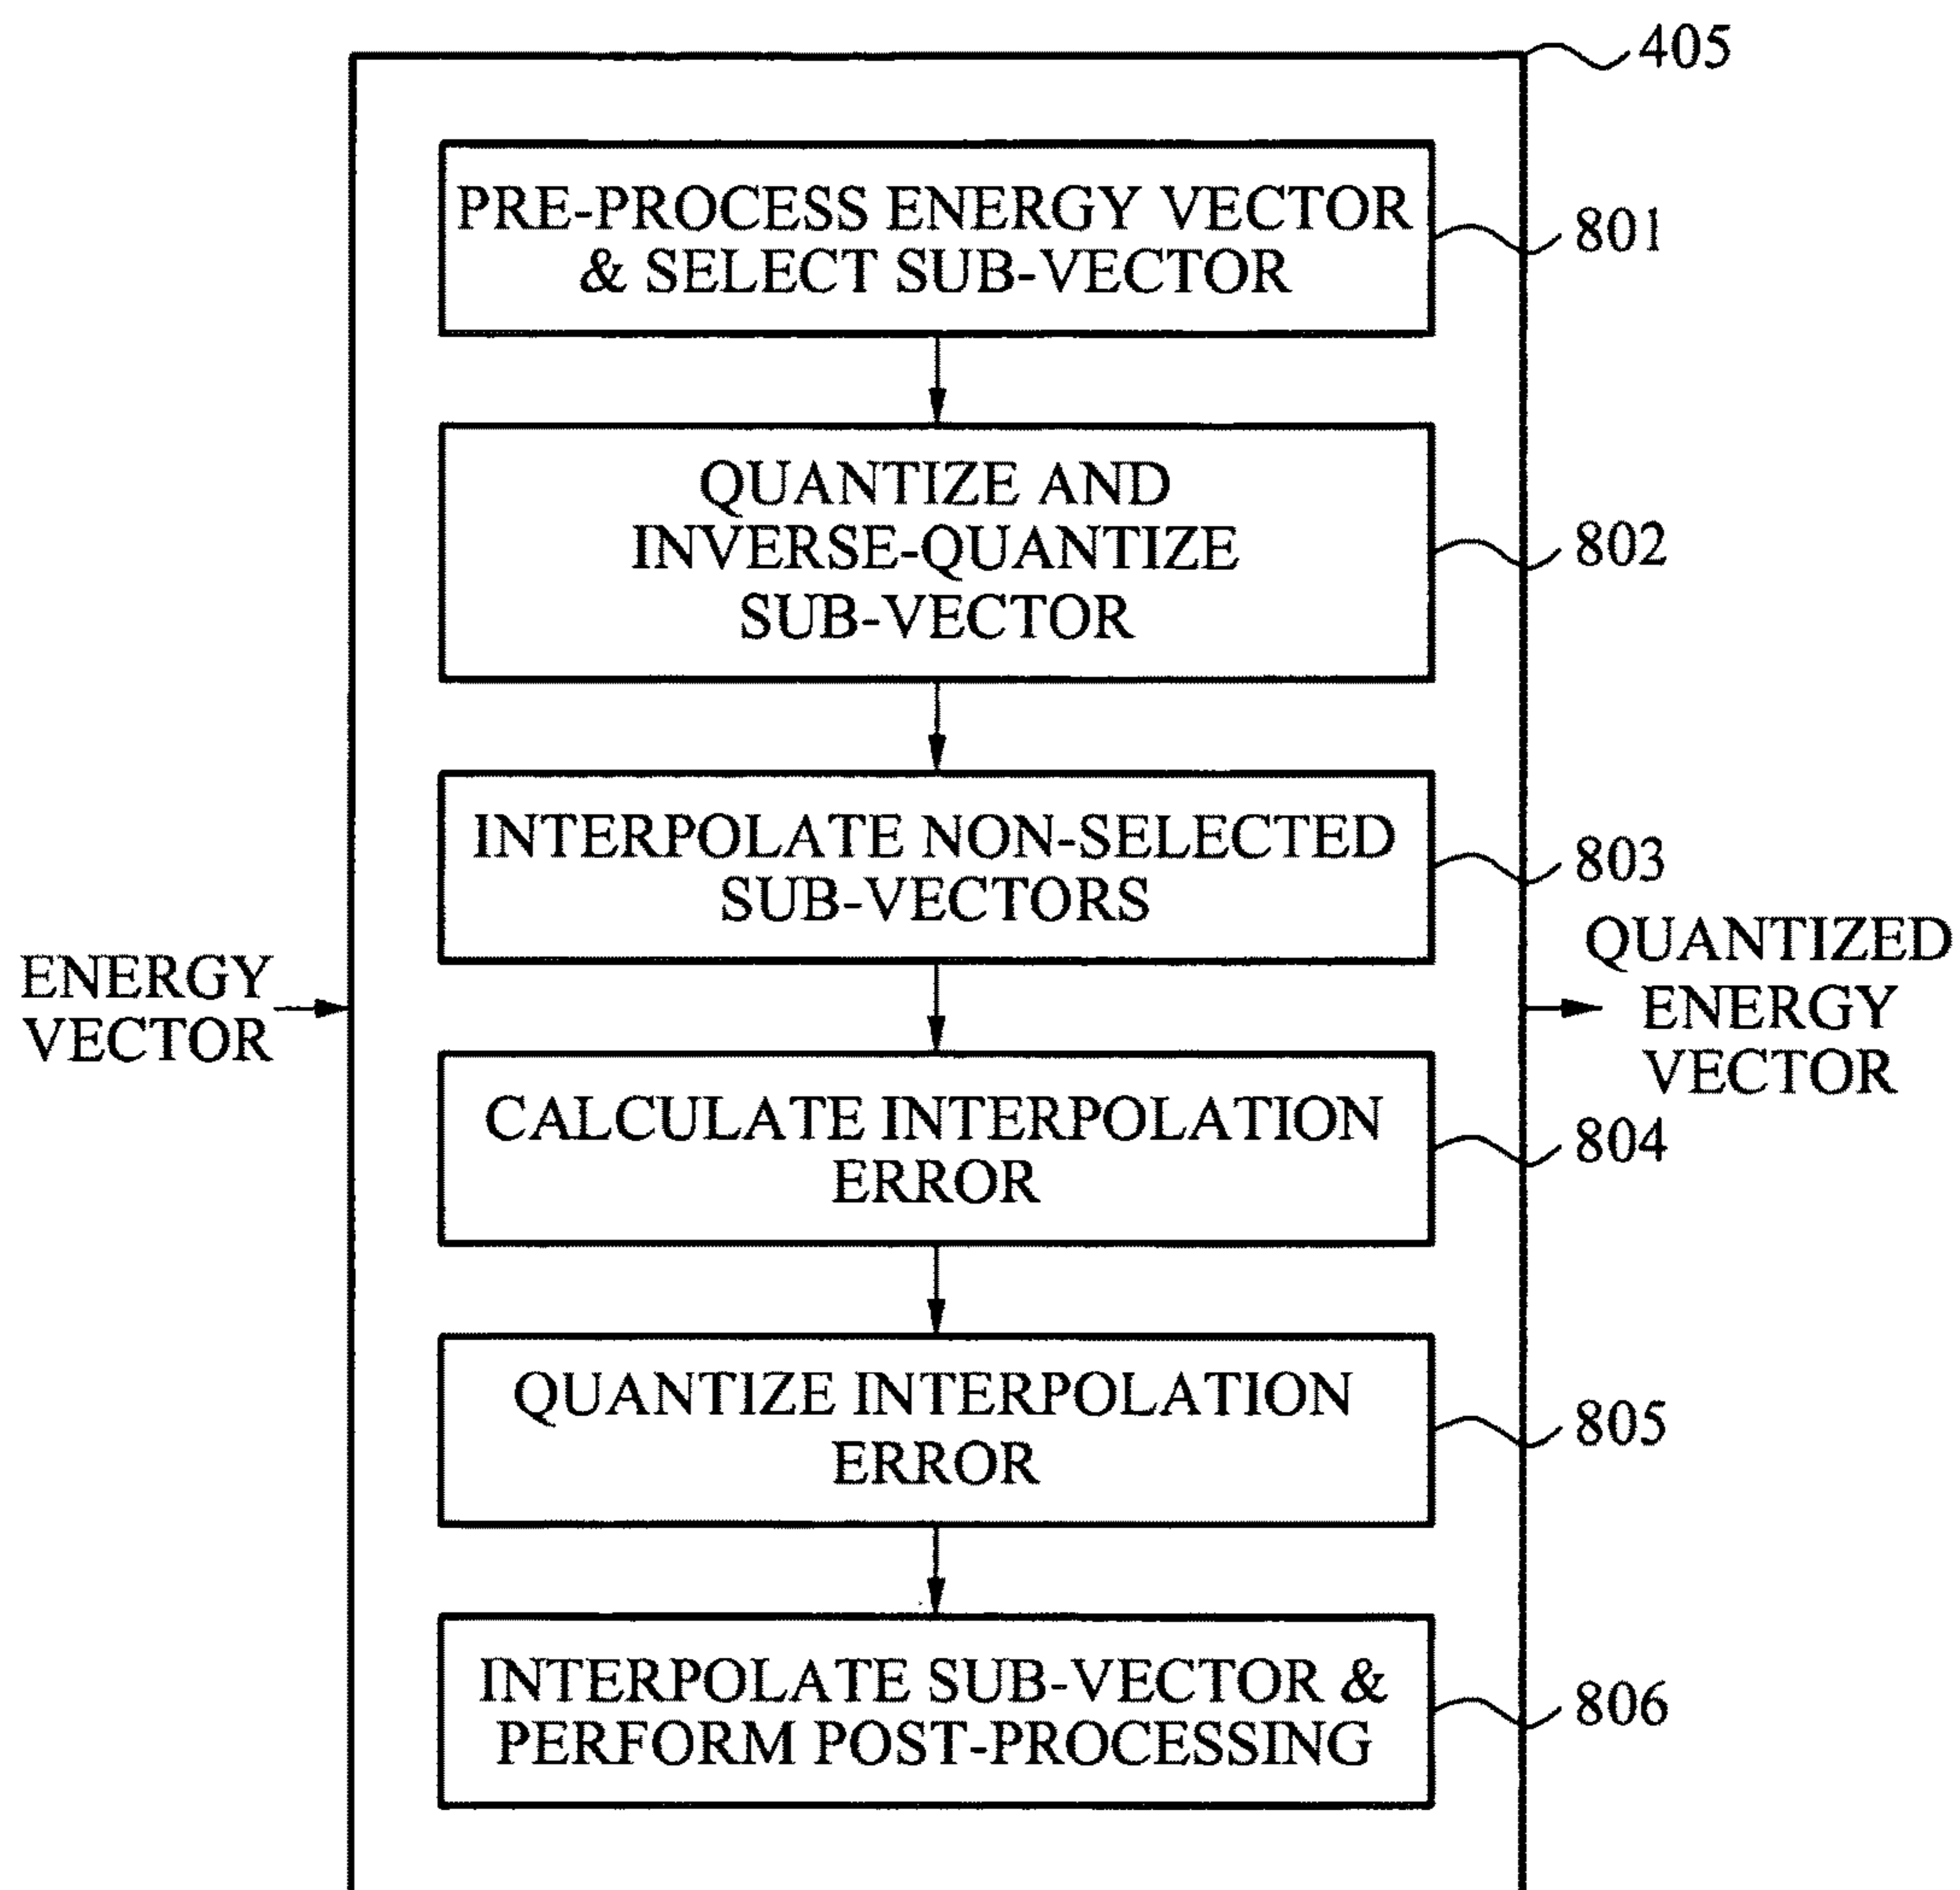 405
PRE-PROCESS ENERGY VECTOR
& SELECT SUB-VECTOR
801
QUANTIZE AND
INVERSE-QUANTIZE
SUB-VECTOR
802
INTERPOLATE NON-SELECTED
SUB-VECTORS
803
ENERGY
VECTOR
QUANTIZED
ENERGY
VECTOR
CALCULATE INTERPOLATION
ERROR
804
QUANTIZE INTERPOLATION
ERROR
805
INTERPOLATE SUB-VECTOR &
PERFORM POST-PROCESSING
806